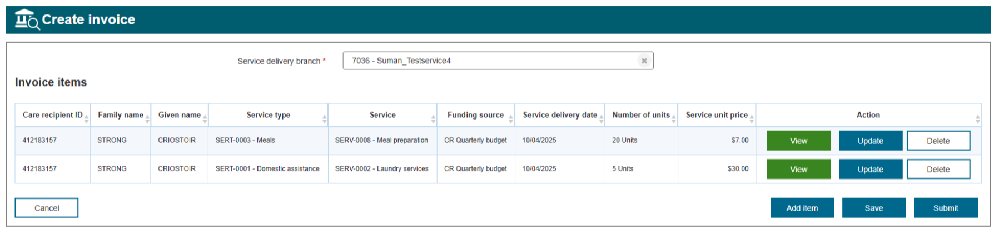 Create invoice
Service delivery branch * 7036 - Suman_Testservice4
Invoice items
Care recipient ID Family name Given name Service type Service Funding source Service delivery date Number of units Service unit price Action
412183157 STRONG CRIOSTOIR SERT-0003 - Meals SERV-0008 - Meal preparation CR Quarterly budget 10/04/2025 20 Units $7.00 View Update Delete
412183157 STRONG CRIOSTOIR SERT-0001 - Domestic assistance SERV-0002 - Laundry services CR Quarterly budget 10/04/2025 5 Units $30.00 View Update Delete
Cancel Add item Save Submit